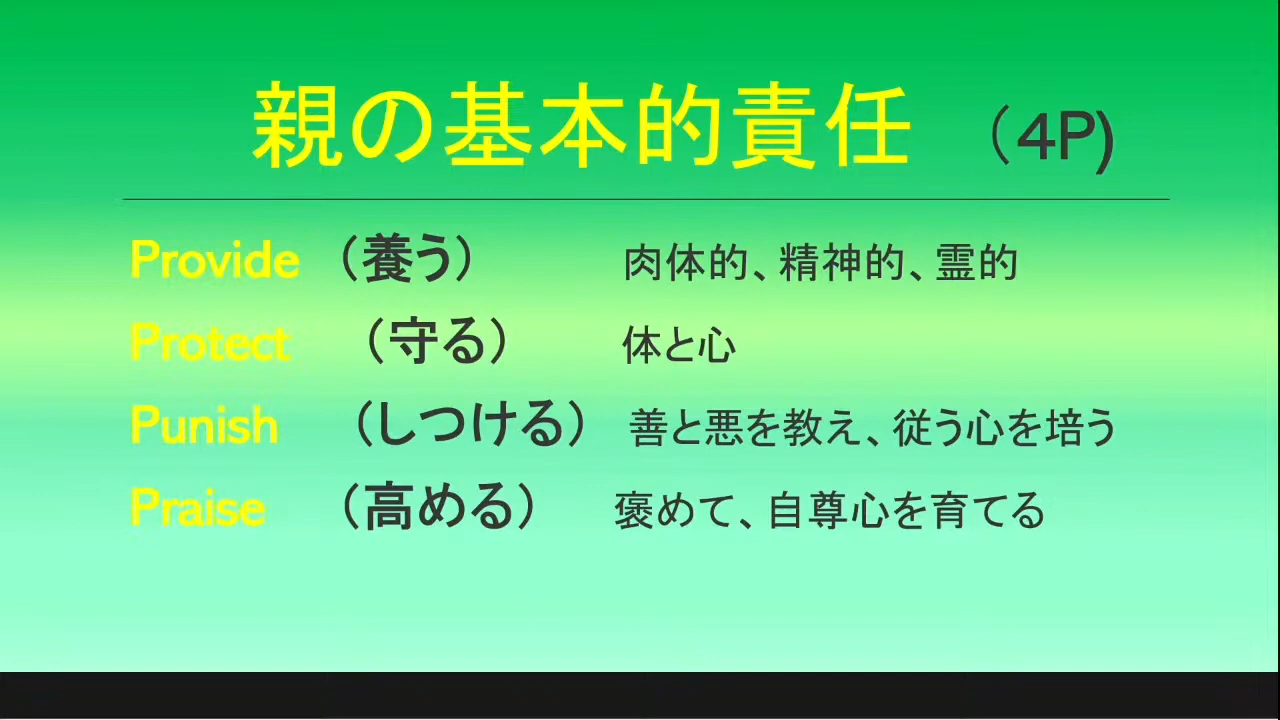 親の基本的責任 （4P)
Provide （養う） 肉体的、精神的、霊的
Protect （守る） 体と心
Punish （しつける） 善と悪を教え、従う心を培う
Praise （高める） 褒めて、自尊心を育てる